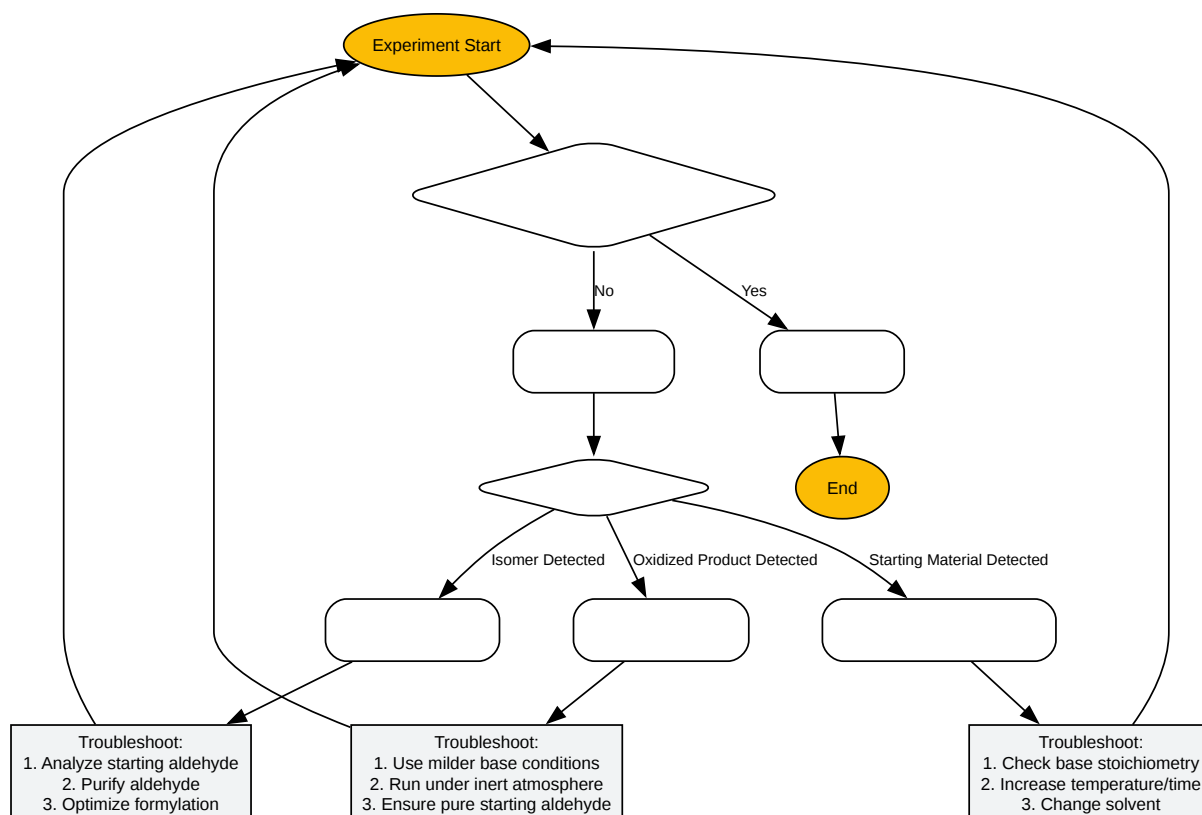 Experiment Start
No
Yes
End
Isomer Detected
Oxidized Product Detected
Starting Material Detected
Troubleshoot:
1. Analyze starting aldehyde
2. Purify aldehyde
3. Optimize formylation
Troubleshoot:
1. Use milder base conditions
2. Run under inert atmosphere
3. Ensure pure starting aldehyde
Troubleshoot:
1. Check base stoichiometry
2. Increase temperature/time
3. Change solvent